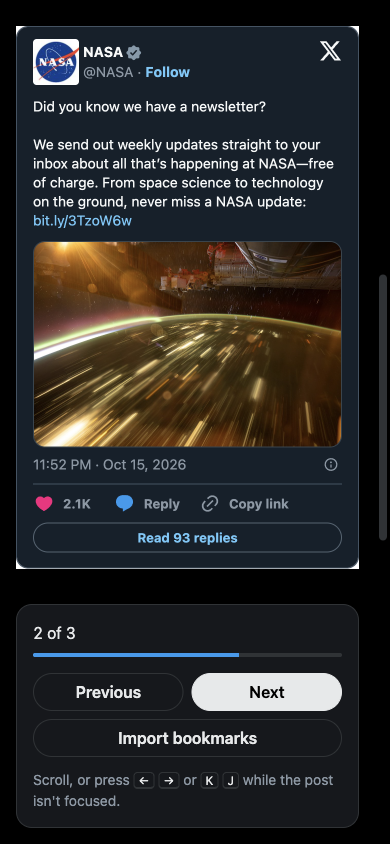 NASA
NASA
@NASA · Follow
Did you know we have a newsletter?
We send out weekly updates straight to your
inbox about all that's happening at NASA—free
of charge. From space science to technology
on the ground, never miss a NASA update:
bit.ly/3TzoW6w
11:52 PM · Oct 15, 2026
2.1K Reply Copy link
Read 93 replies
2 of 3
Previous Next
Import bookmarks
Scroll, or press ← → or K J while the post
isn't focused.